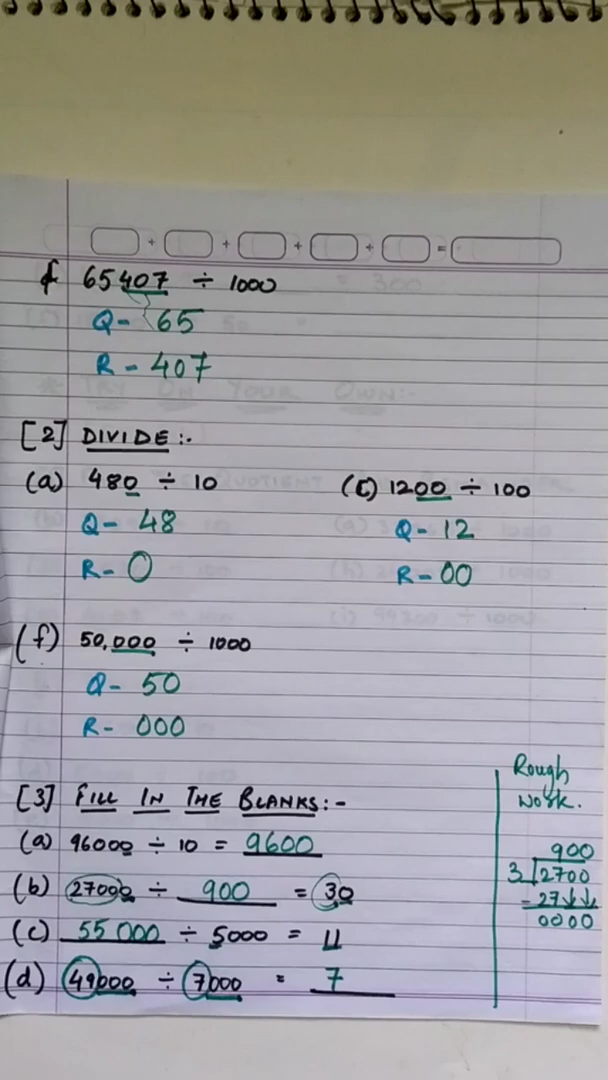 + + + + =
f 65407 ÷ 1000
Q- 65
R- 407
[2] DIVIDE:-
(a) 480 ÷ 10 (c) 1200 ÷ 100
Q- 48 Q- 12
R- 0 R- 00
(f) 50,000 ÷ 1000
Q- 50
R- 000
[3] FILL IN THE BLANKS:-
(a) 96000 ÷ 10 = 9600
(b) 27000 ÷ 900 = 30
(c) 55000 ÷ 5000 = 11
(d) 49000 ÷ 7000 = 7
Rough
Work.
900
3 2700
- 27↓↓
0000